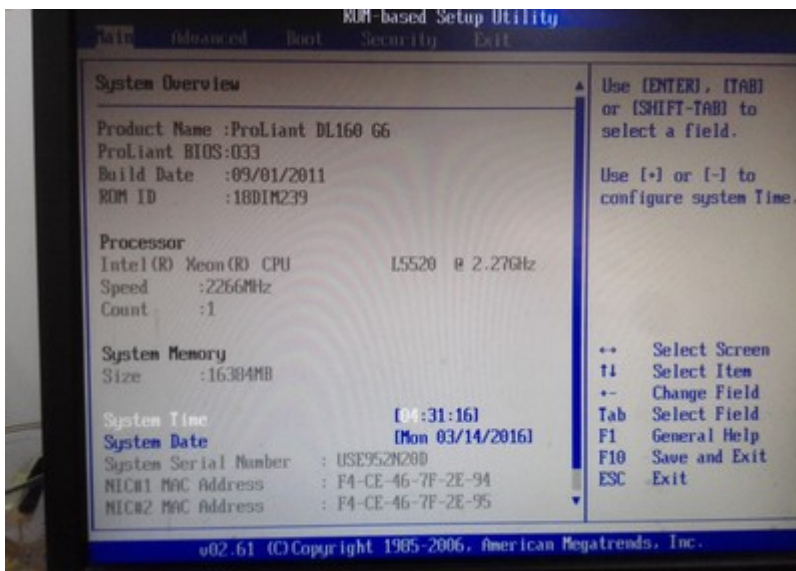 ROM-based Setup Utility
Main Advanced Boot Security Exit
System Overview
Product Name :ProLiant DL160 G6
ProLiant BIOS:033
Build Date :09/01/2011
ROM ID :18DIM239
Processor
Intel(R) Xeon(R) CPU L5520 @ 2.27GHz
Speed :2266MHz
Count :1
System Memory
Size :16384MB
System Time [04:31:16]
System Date [Mon 03/14/2016]
System Serial Number : USE952N20D
NIC#1 MAC Address : F4-CE-46-7F-2E-94
NIC#2 MAC Address : F4-CE-46-7F-2E-95
Use [ENTER], [TAB]
or [SHIFT-TAB] to
select a field.
Use [+] or [-] to
configure system Time.
↔ Select Screen
↑↓ Select Item
+- Change Field
Tab Select Field
F1 General Help
F10 Save and Exit
ESC Exit
v02.61 (C)Copyright 1985-2006, American Megatrends, Inc.